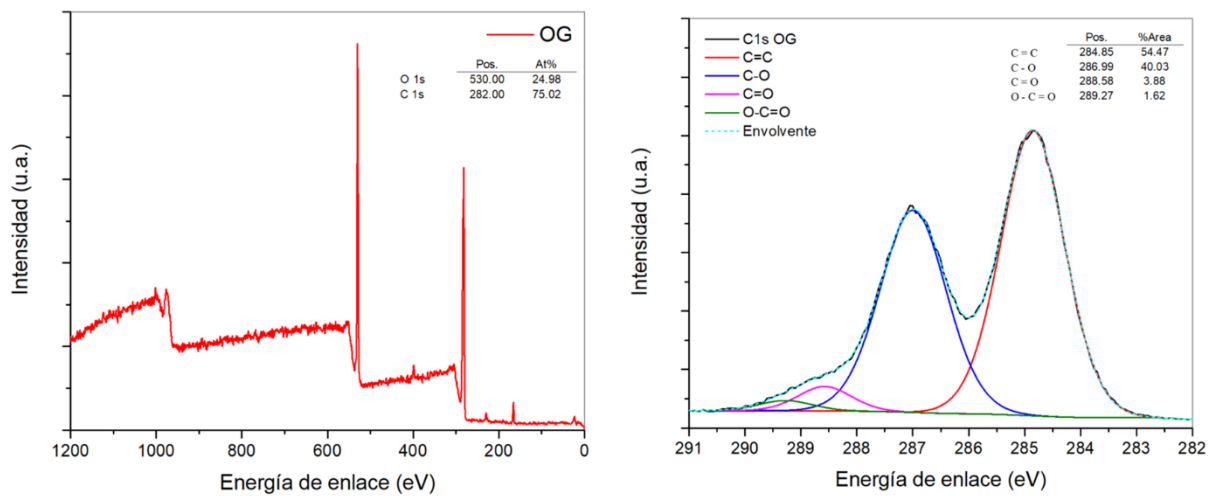 OG
Pos. At%
O 1s 530.00 24.98
C 1s 282.00 75.02
Intensidad (u.a.)
1200 1000 800 600 400 200 0
Energía de enlace (eV)
C1s OG
C=C
C-O
C=O
O-C=O
Envolvente
Pos. %Area
C = C 284.85 54.47
C - O 286.99 40.03
C = O 288.58 3.88
O - C = O 289.27 1.62
Intensidad (u.a.)
291 290 289 288 287 286 285 284 283 282
Energía de enlace (eV)